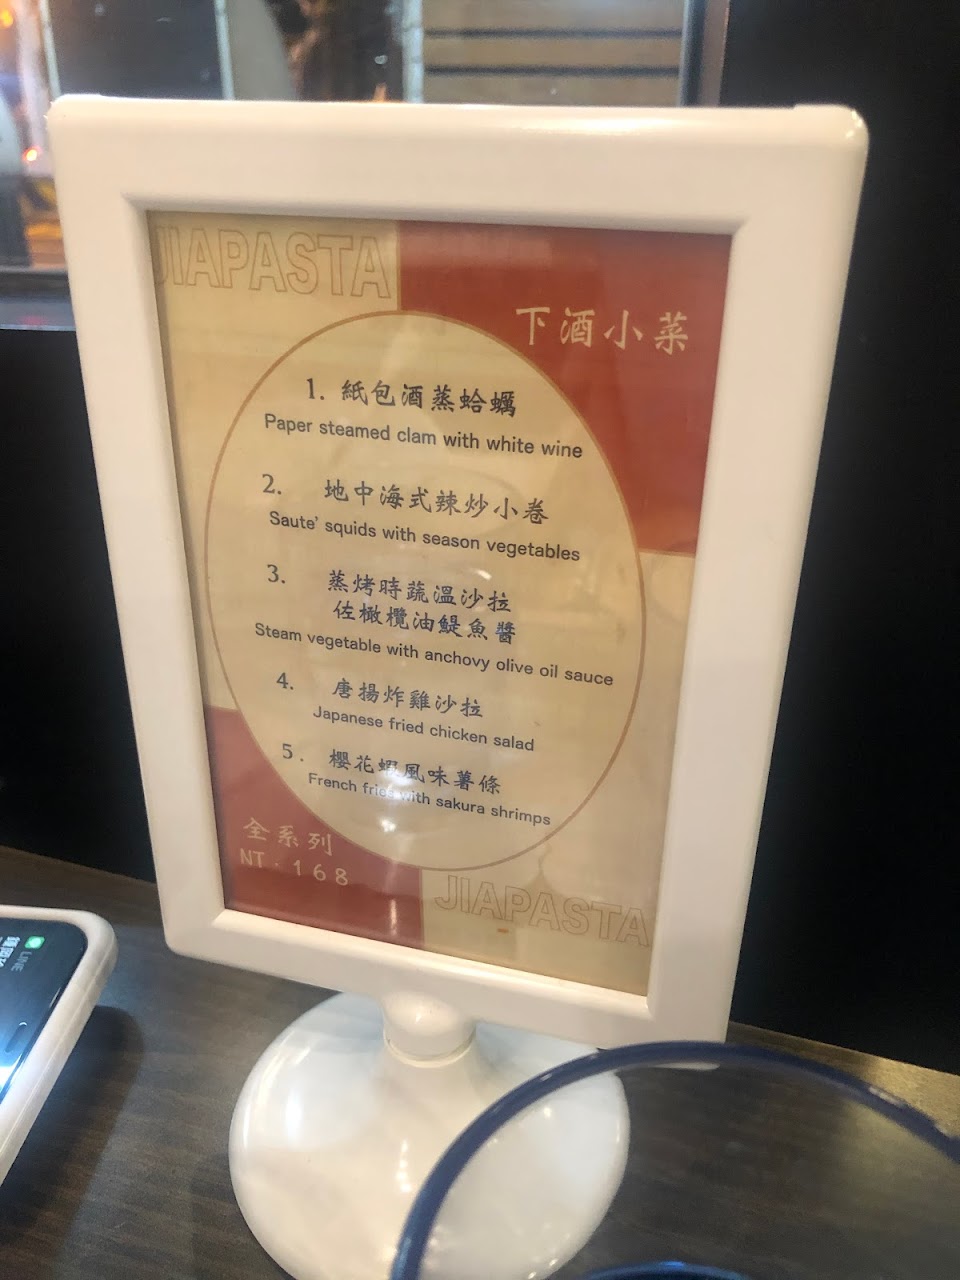 JIAPASTA
下酒小菜
1. 紙包酒蒸蛤蠣
Paper steamed clam with white wine
2. 地中海式辣炒小卷
Saute' squids with season vegetables
3. 蒸烤時蔬溫沙拉
佐橄欖油鯷魚醬
Steam vegetable with anchovy olive oil sauce
4. 唐揚炸雞沙拉
Japanese fried chicken salad
5. 櫻花蝦風味薯條
French fries with sakura shrimps
全系列
NT. 168
JIAPASTA
LINE